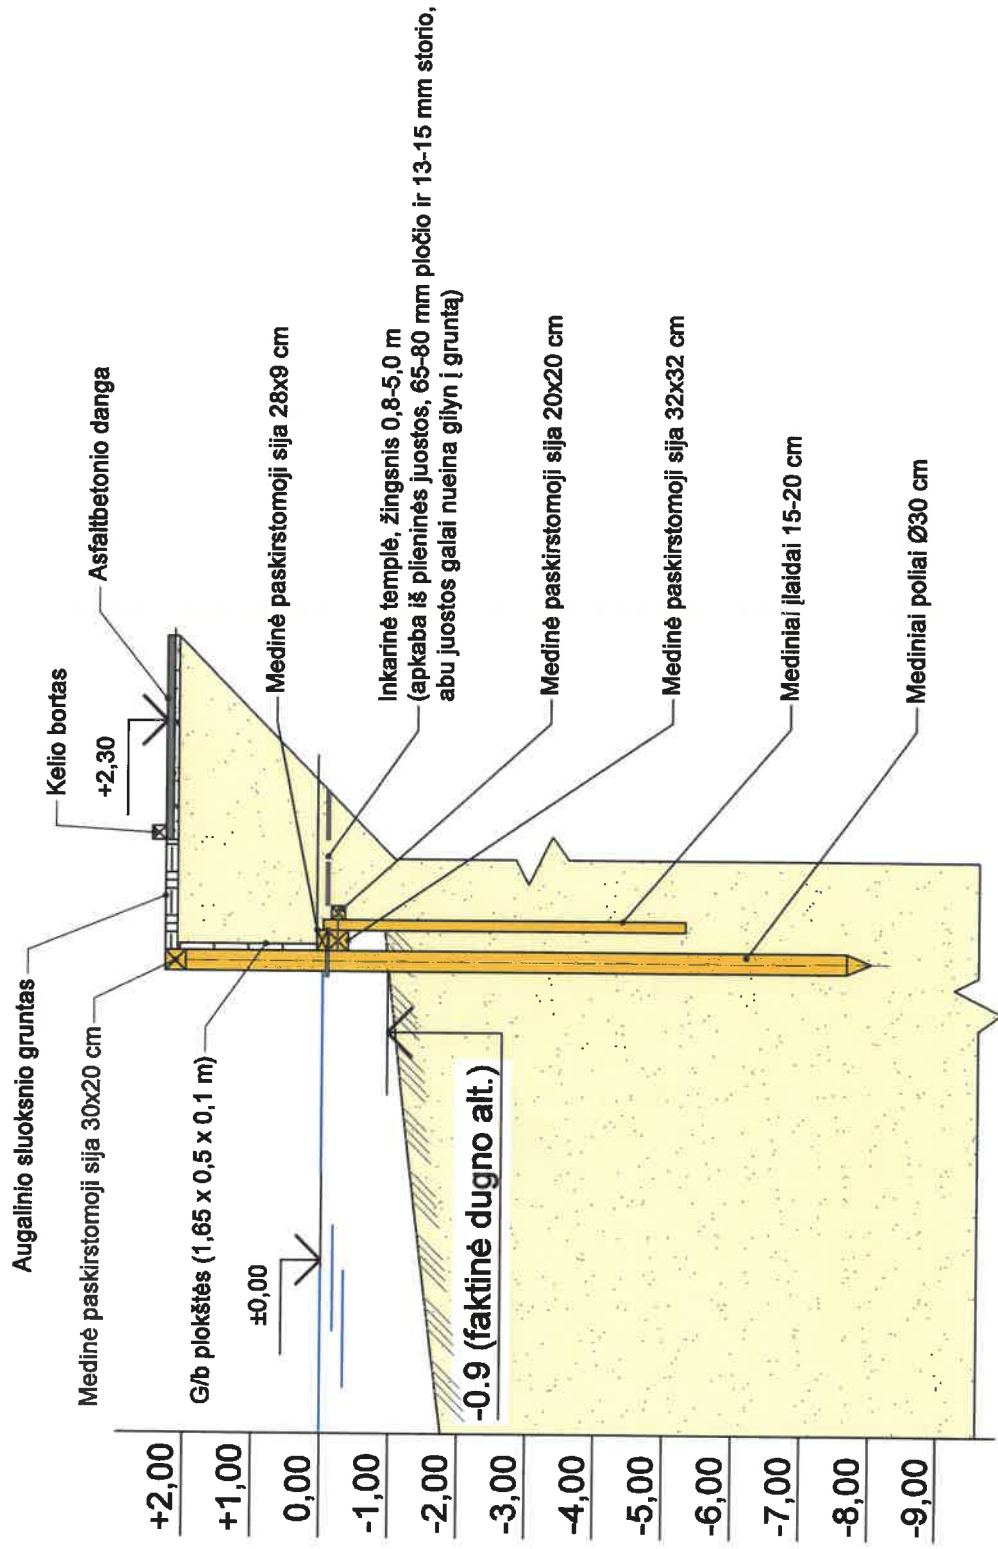 Augalinio sluoksnio gruntas
Medinė paskirstomoji sija 30x20 cm
G/b plokštės (1,65 x 0,5 x 0,1 m)
±0,00
-0.9 (faktinė dugno alt.)
+2,00
+1,00
0,00
-1,00
-2,00
-3,00
-4,00
-5,00
-6,00
-7,00
-8,00
-9,00
Kelio bortas
+2,30
Asfaltbetonio danga
Medinė paskirstomoji sija 28x9 cm
Inkarinė templė, žingsnis 0,8-5,0 m
(apkaba iš plieninės juostos, 65-80 mm pločio ir 13-15 mm storio,
abu juostos galai nueina gilyn į gruntą)
Medinė paskirstomoji sija 20x20 cm
Medinė paskirstomoji sija 32x32 cm
Mediniai įlaidai 15-20 cm
Mediniai poliai Ø30 cm